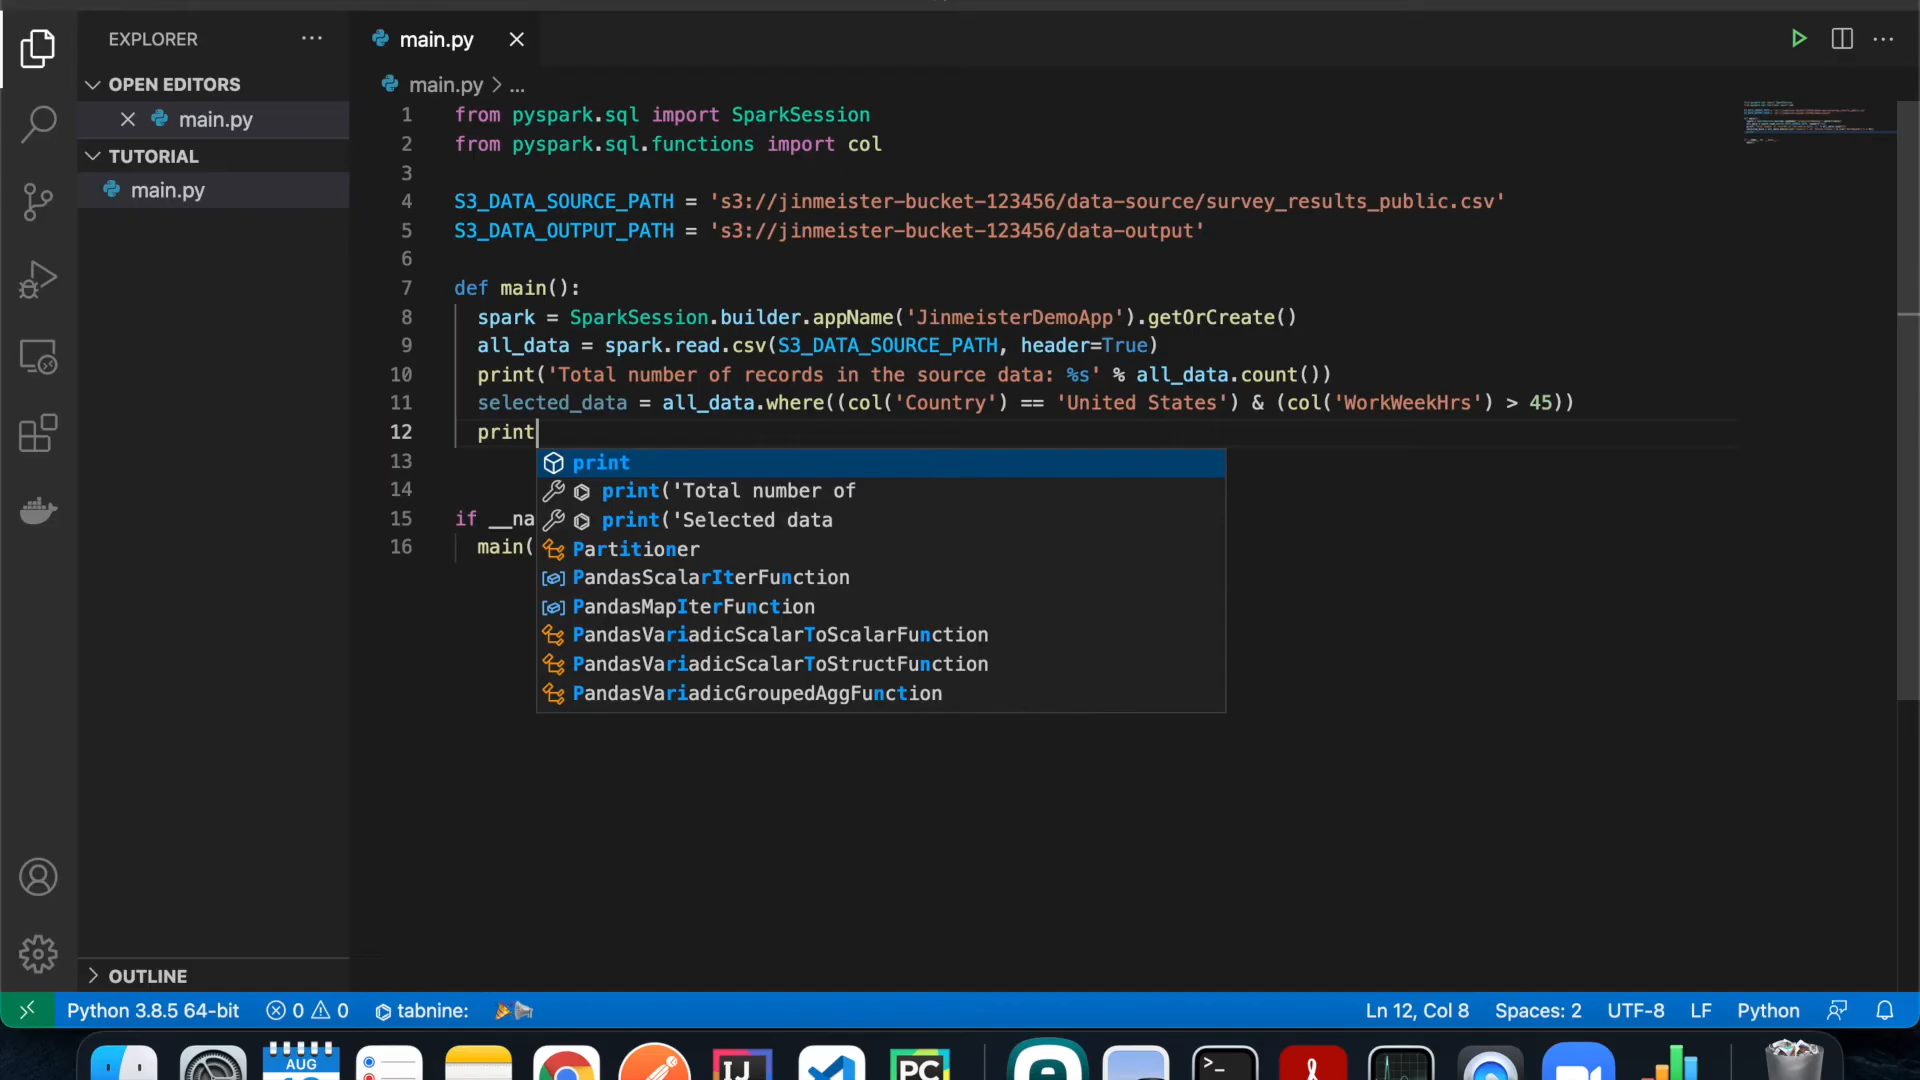 EXPLORER
main.py
OPEN EDITORS
main.py
TUTORIAL
main.py
OUTLINE
main.py > ...
1 from pyspark.sql import SparkSession
2 from pyspark.sql.functions import col
3
4 S3_DATA_SOURCE_PATH = 's3://jinmeister-bucket-123456/data-source/survey_results_public.csv'
5 S3_DATA_OUTPUT_PATH = 's3://jinmeister-bucket-123456/data-output'
6
7 def main():
8 spark = SparkSession.builder.appName('JinmeisterDemoApp').getOrCreate()
9 all_data = spark.read.csv(S3_DATA_SOURCE_PATH, header=True)
10 print('Total number of records in the source data: %s' % all_data.count())
11 selected_data = all_data.where((col('Country') == 'United States') & (col('WorkWeekHrs') > 45))
12 print
13
14
15 if __na
16 main(
print
print('Total number of
print('Selected data
Partitioner
PandasScalarIterFunction
PandasMapIterFunction
PandasVariadicScalarToScalarFunction
PandasVariadicScalarToStructFunction
PandasVariadicGroupedAggFunction
Python 3.8.5 64-bit 0 0 tabnine: Ln 12, Col 8 Spaces: 2 UTF-8 LF Python
AUG
IJ
PC